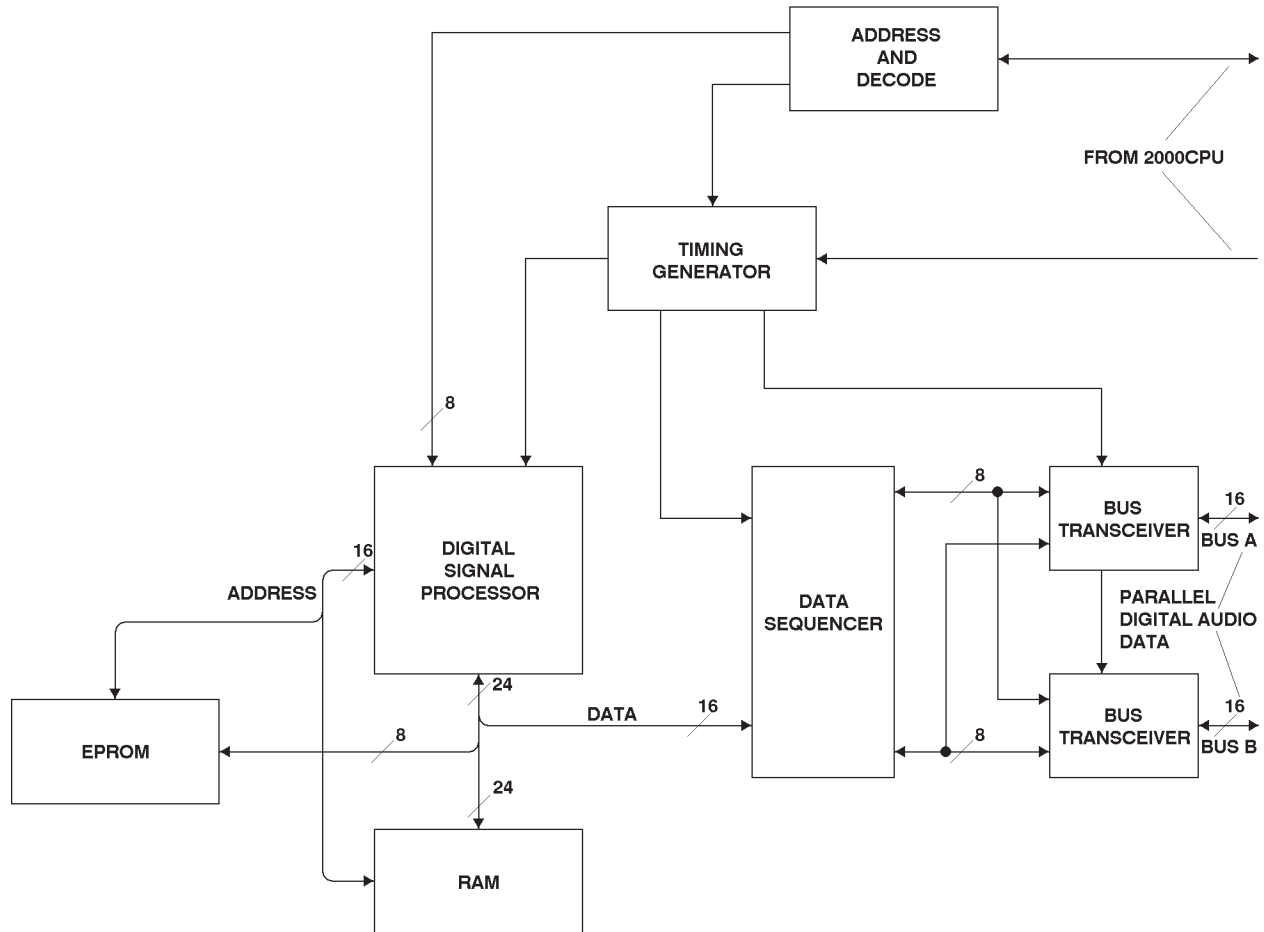 ADDRESS
AND
DECODE
FROM 2000CPU
TIMING
GENERATOR
8
DIGITAL
SIGNAL
PROCESSOR
16
ADDRESS
24
DATA
16
EPROM
8
24
RAM
DATA
SEQUENCER
8
8
BUS
TRANSCEIVER
16
BUS A
PARALLEL
DIGITAL AUDIO
DATA
BUS
TRANSCEIVER
16
BUS B